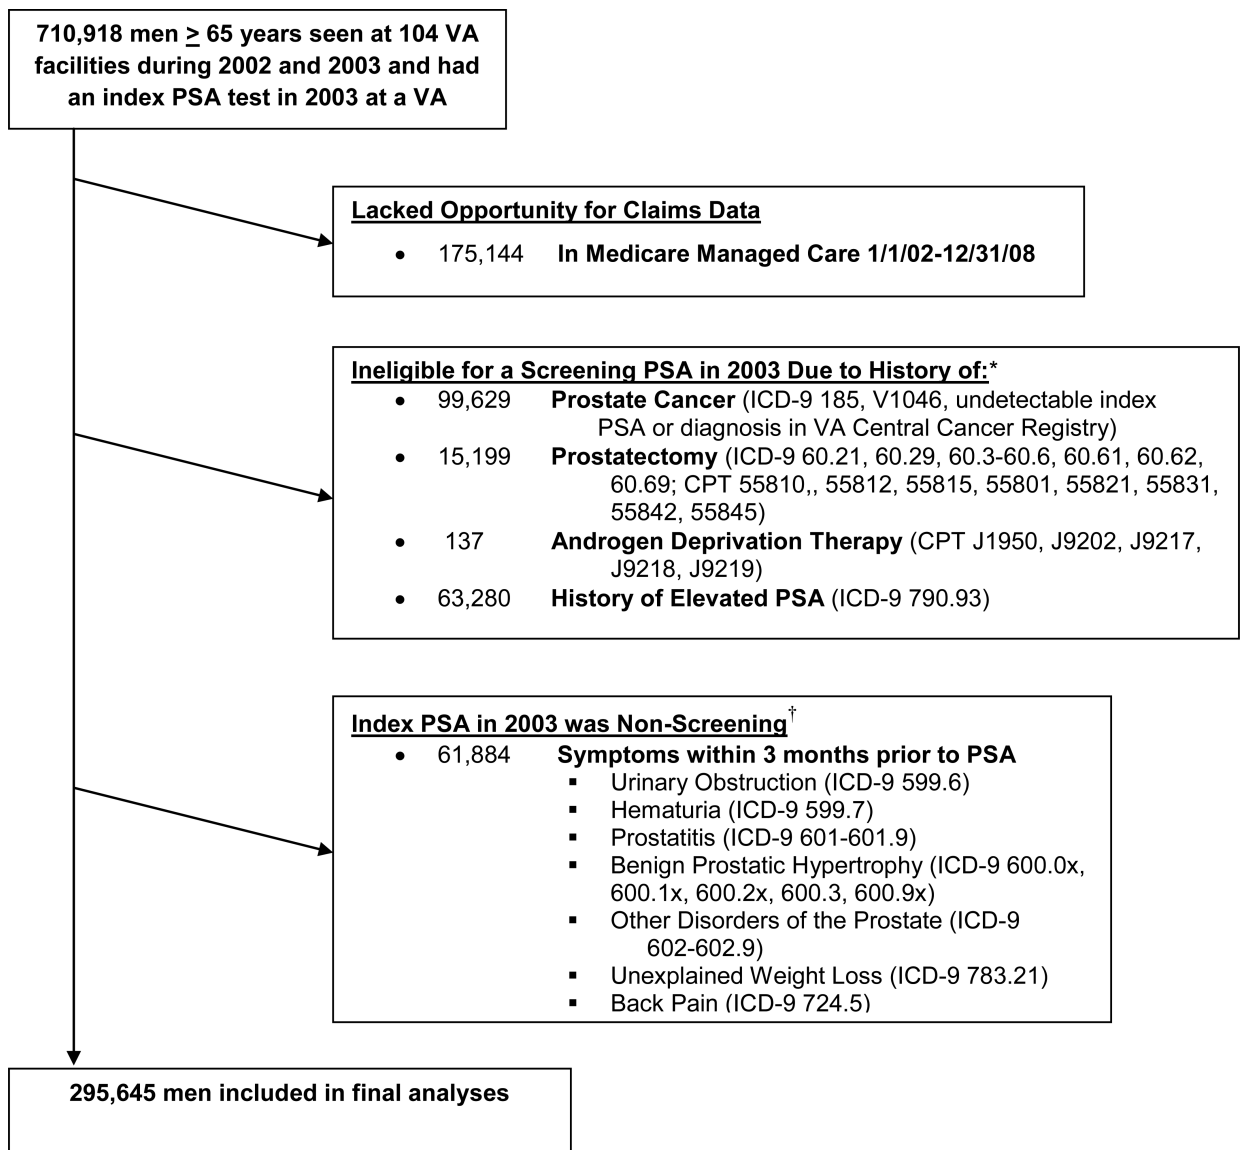 710,918 men ≥ 65 years seen at 104 VA
facilities during 2002 and 2003 and had
an index PSA test in 2003 at a VA
Lacked Opportunity for Claims Data
• 175,144 In Medicare Managed Care 1/1/02-12/31/08
Ineligible for a Screening PSA in 2003 Due to History of:*
• 99,629 Prostate Cancer (ICD-9 185, V1046, undetectable index
PSA or diagnosis in VA Central Cancer Registry)
• 15,199 Prostatectomy (ICD-9 60.21, 60.29, 60.3-60.6, 60.61, 60.62,
60.69; CPT 55810,, 55812, 55815, 55801, 55821, 55831,
55842, 55845)
• 137 Androgen Deprivation Therapy (CPT J1950, J9202, J9217,
J9218, J9219)
• 63,280 History of Elevated PSA (ICD-9 790.93)
Index PSA in 2003 was Non-Screening†
• 61,884 Symptoms within 3 months prior to PSA
▪ Urinary Obstruction (ICD-9 599.6)
▪ Hematuria (ICD-9 599.7)
▪ Prostatitis (ICD-9 601-601.9)
▪ Benign Prostatic Hypertrophy (ICD-9 600.0x,
600.1x, 600.2x, 600.3, 600.9x)
▪ Other Disorders of the Prostate (ICD-9
602-602.9)
▪ Unexplained Weight Loss (ICD-9 783.21)
▪ Back Pain (ICD-9 724.5)
295,645 men included in final analyses